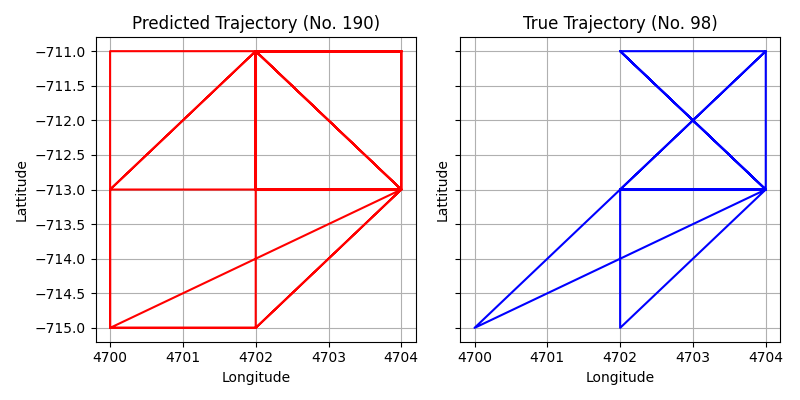 Predicted Trajectory (No. 190)
−711.0
−711.5
−712.0
−712.5
−713.0
−713.5
−714.0
−714.5
−715.0
Lattitude
4700 4701 4702 4703 4704
Longitude
True Trajectory (No. 98)
Lattitude
4700 4701 4702 4703 4704
Longitude